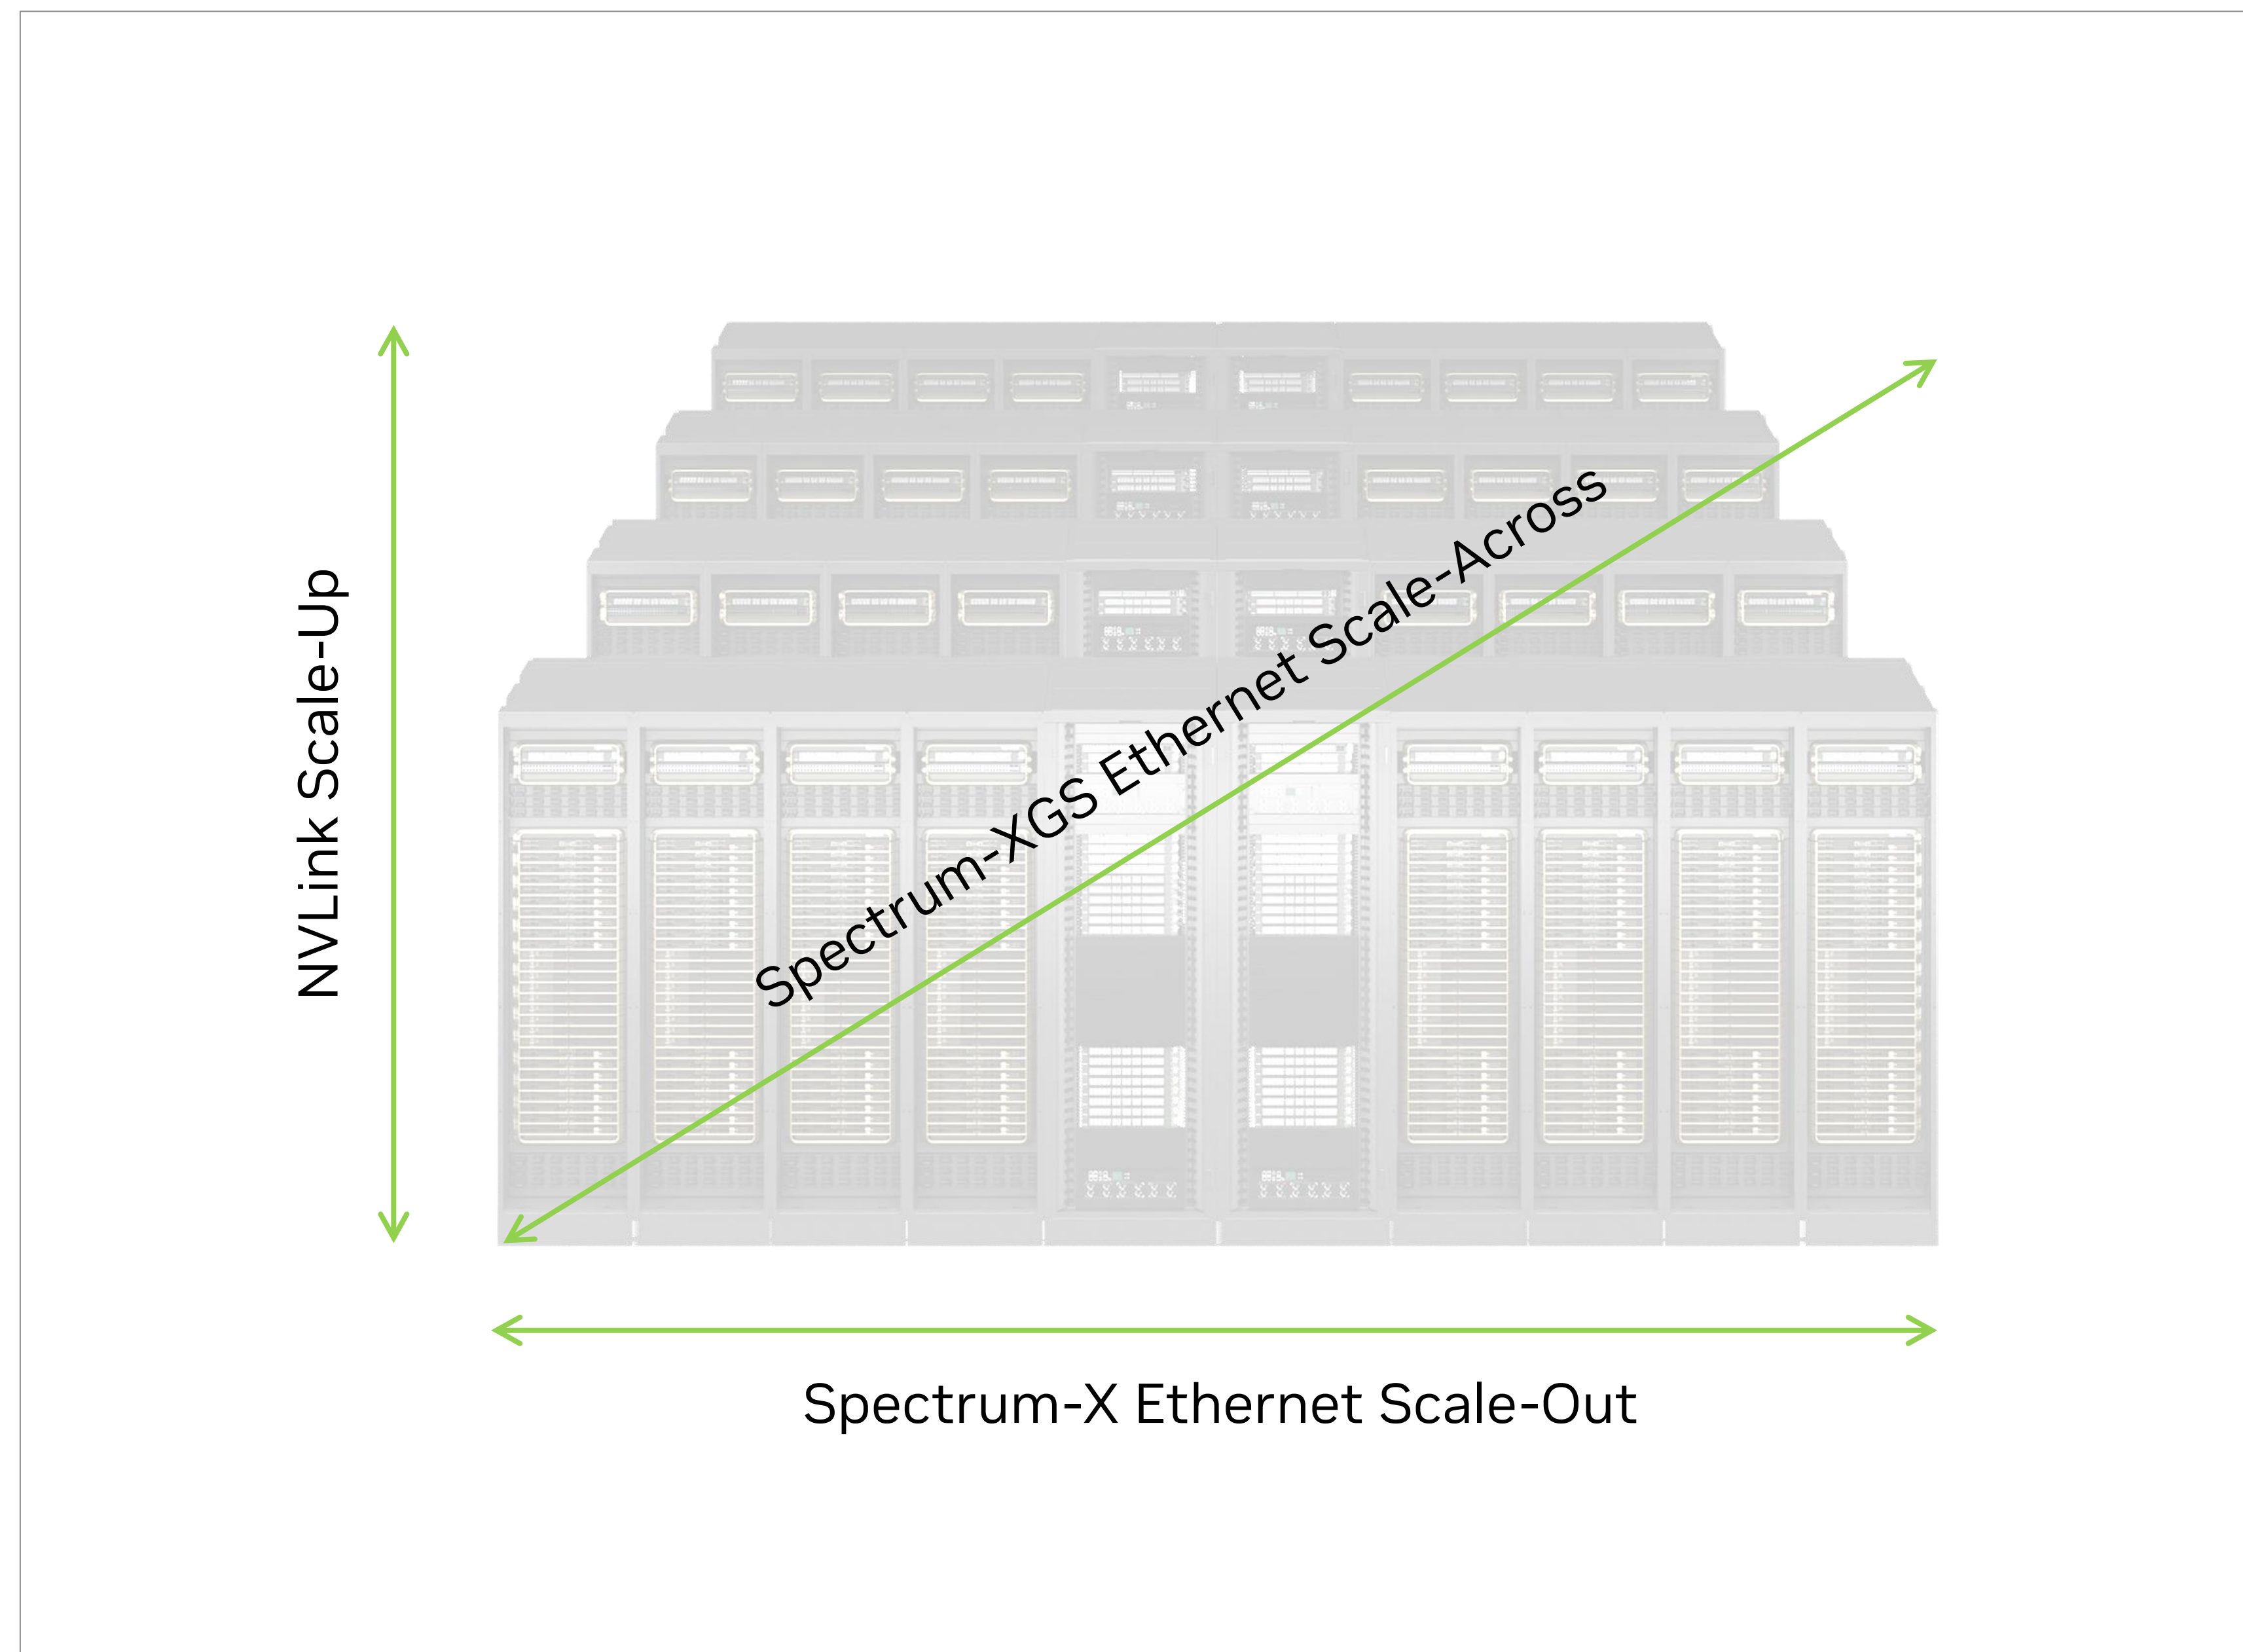 NVLink Scale-Up
Spectrum-XGS Ethernet Scale-Across
Spectrum-X Ethernet Scale-Out